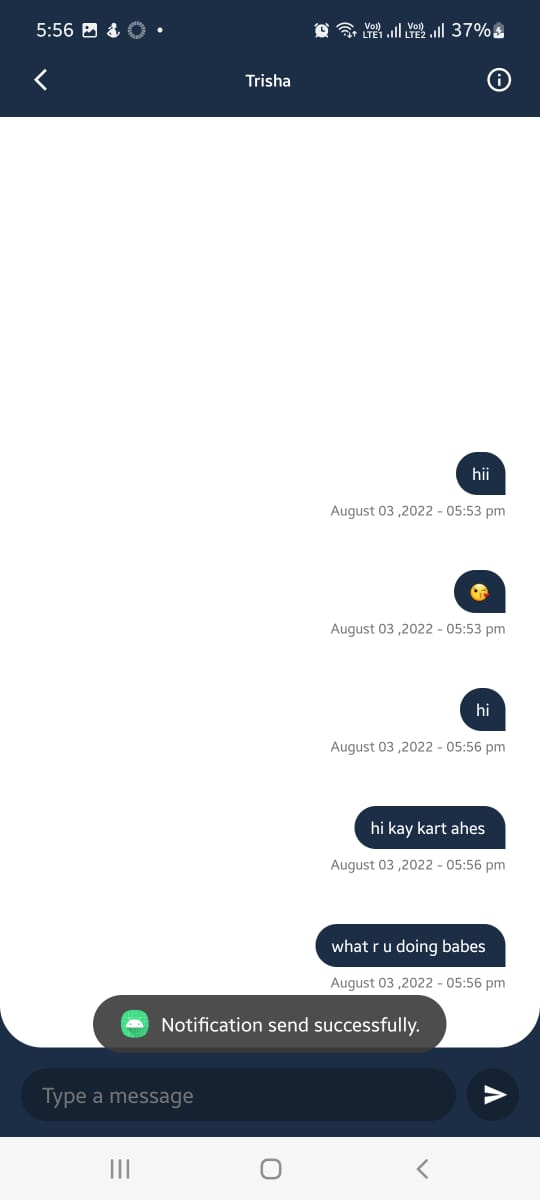 5:56 Vo)) LTE1 Vo)) LTE2 37%
Trisha
hii
August 03 ,2022 - 05:53 pm
😘
August 03 ,2022 - 05:53 pm
hi
August 03 ,2022 - 05:56 pm
hi kay kart ahes
August 03 ,2022 - 05:56 pm
what r u doing babes
August 03 ,2022 - 05:56 pm
Notification send successfully.
Type a message